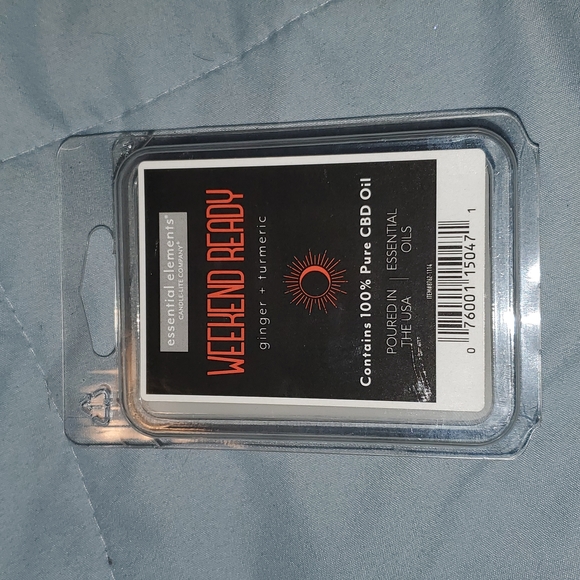 essential elements®
CANDLE-LITE COMPANY®
WEEKEND READY
ginger + turmeric
Contains 100% Pure CBD Oil
POURED IN
THE USA
ESSENTIAL
OILS
0 76001 15047 1